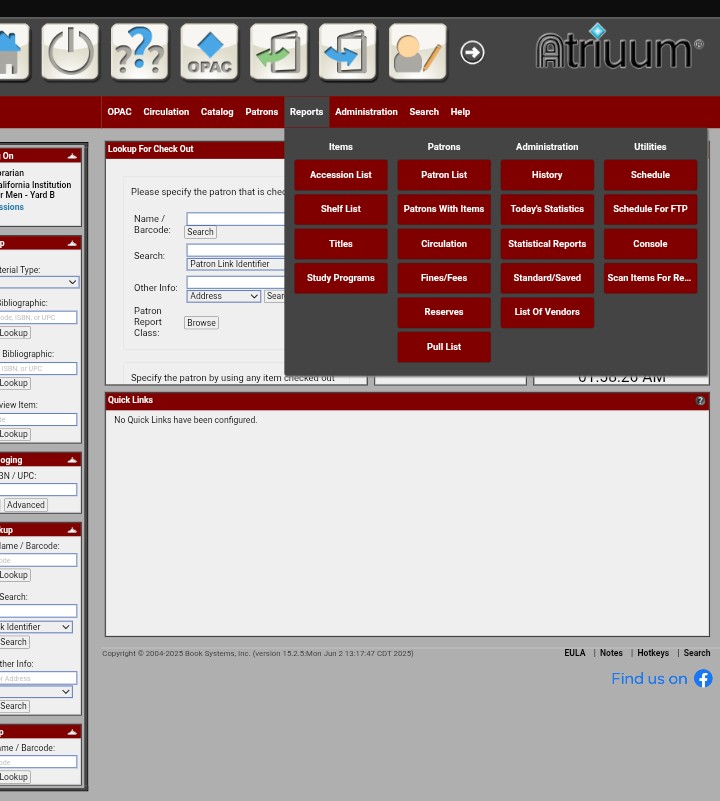 OPAC
Atriuum®
OPAC Circulation Catalog Patrons Reports Administration Search Help
Items Patrons Administration Utilities
Accession List Patron List History Schedule
Shelf List Patrons With Items Today's Statistics Schedule For FTP
Titles Circulation Statistical Reports Console
Study Programs Fines/Fees Standard/Saved Scan Items For Re...
Reserves List Of Vendors
Pull List
On
rarian
alifornia Institution
r Men - Yard B
ssions
p
terial Type:
Bibliographic:
ode, ISBN, or UPC
Lookup
Bibliographic:
ISBN, or UPC
Lookup
view Item:
de
Lookup
oging
BN / UPC:
Advanced
kup
Name / Barcode:
ode
Lookup
Search:
k Identifier
Search
ther Info:
or Address
Search
p
ame / Barcode:
ode
Lookup
Lookup For Check Out
Please specify the patron that is chec
Name /
Barcode:
Search
Search:
Patron Link Identifier
Other Info:
Address Sear
Patron
Report
Class:
Browse
Specify the patron by using any item checked out
01:58:20 AM
Quick Links ?
No Quick Links have been configured.
Copyright © 2004-2025 Book Systems, Inc. (version 15.2.5:Mon Jun 2 13:17:47 CDT 2025)
EULA | Notes | Hotkeys | Search
Find us on